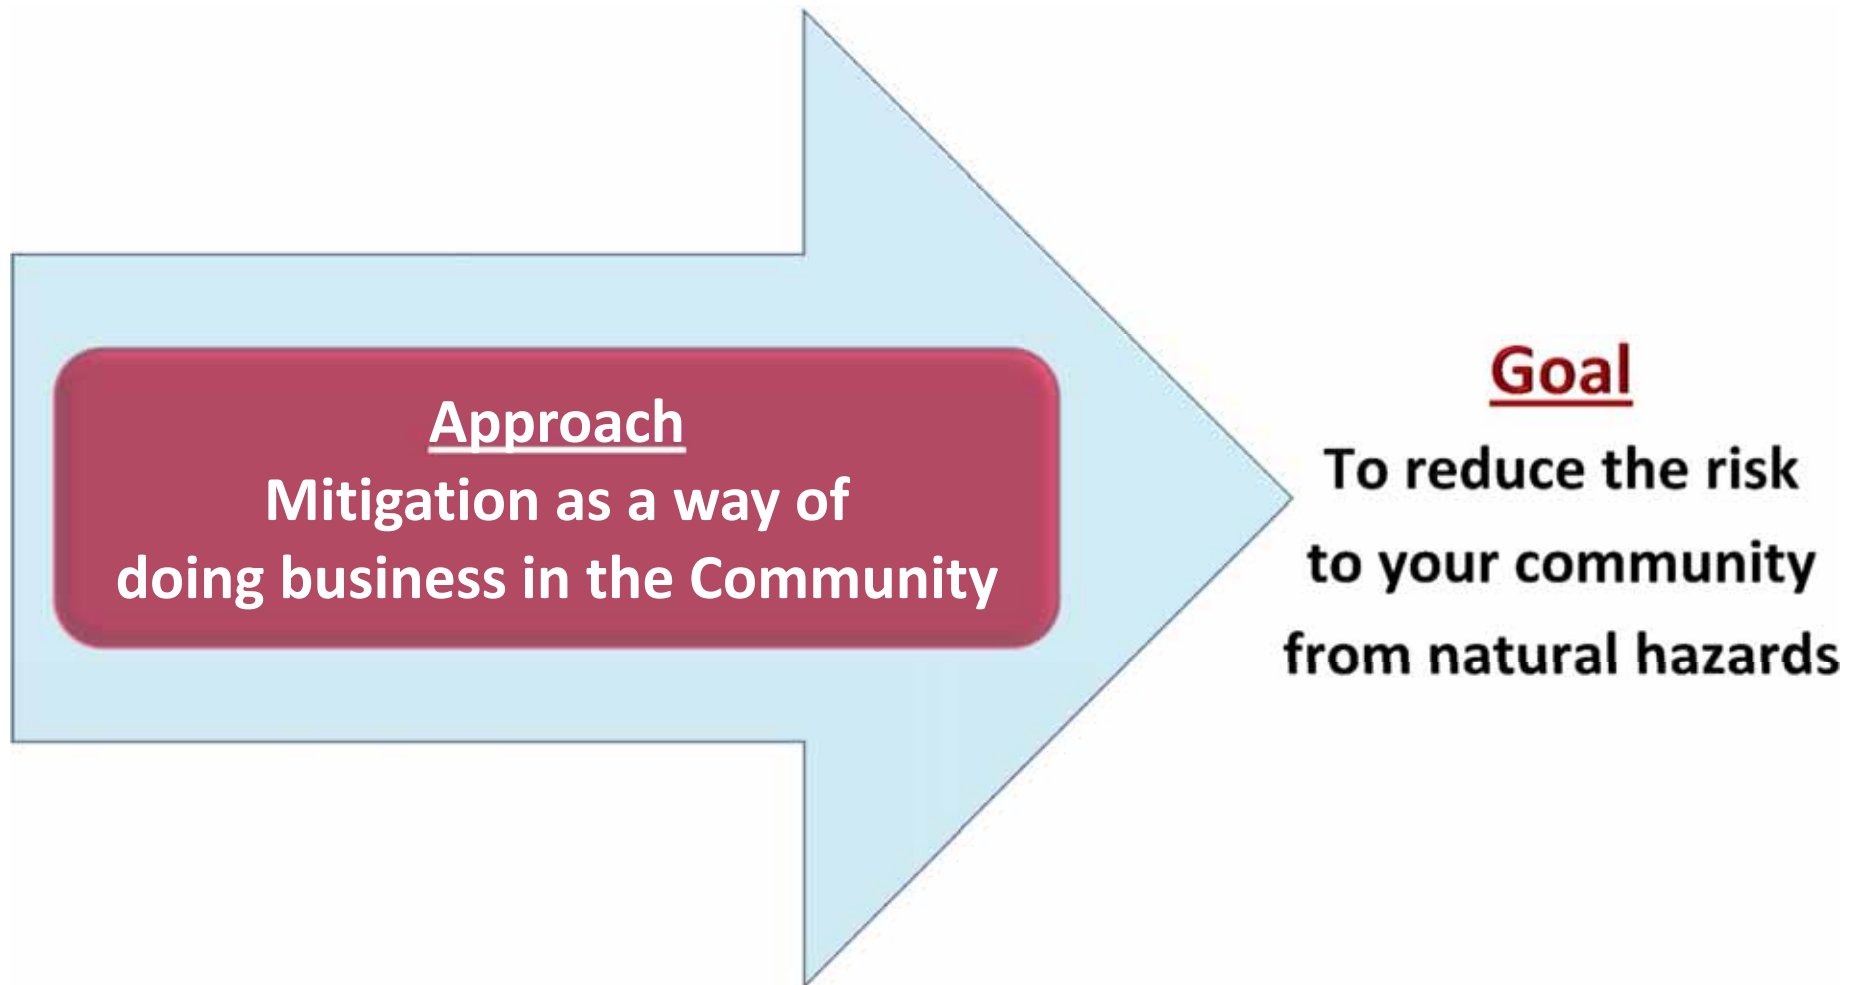 Approach
Mitigation as a way of
doing business in the Community
Goal
To reduce the risk
to your community
from natural hazards